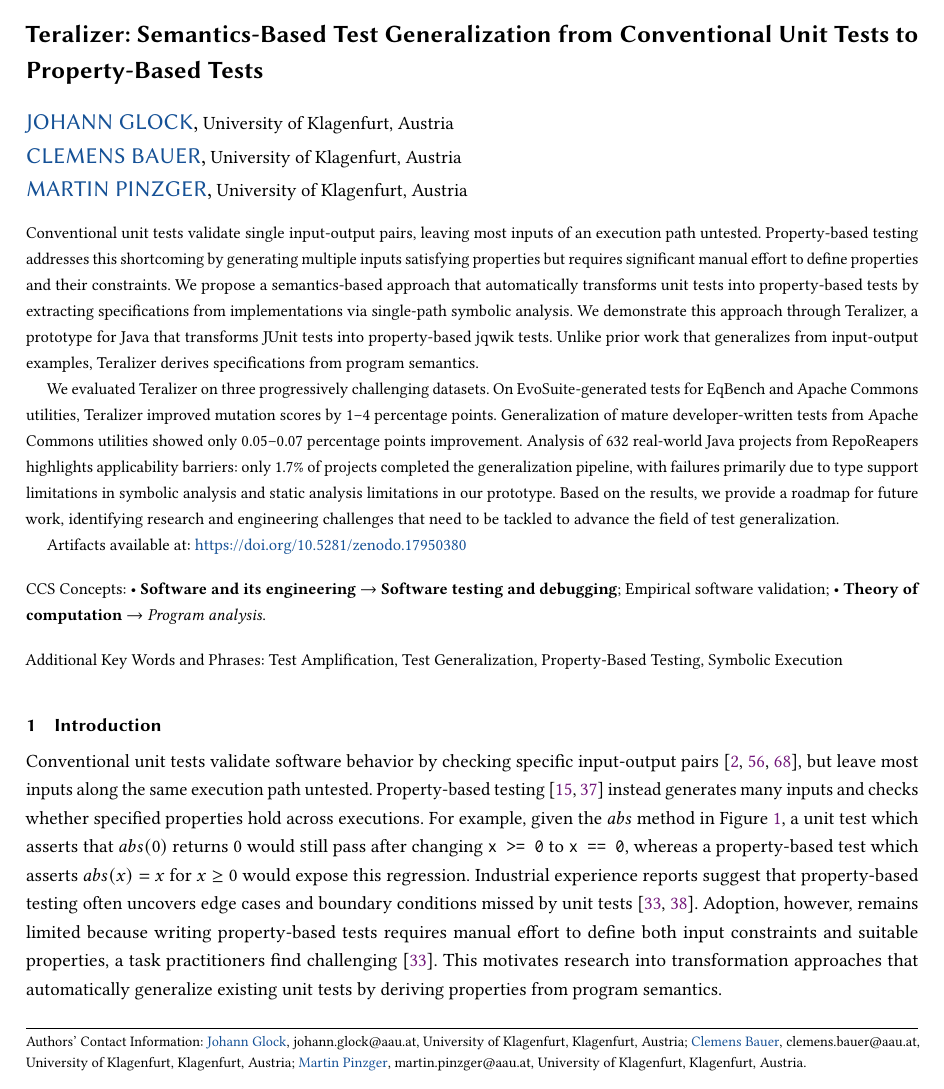 Teralizer: Semantics-Based Test Generalization from Conventional Unit Tests to
Property-Based Tests
JOHANN GLOCK, University of Klagenfurt, Austria
CLEMENS BAUER, University of Klagenfurt, Austria
MARTIN PINZGER, University of Klagenfurt, Austria
Conventional unit tests validate single input-output pairs, leaving most inputs of an execution path untested. Property-based testing
addresses this shortcoming by generating multiple inputs satisfying properties but requires significant manual effort to define properties
and their constraints. We propose a semantics-based approach that automatically transforms unit tests into property-based tests by
extracting specifications from implementations via single-path symbolic analysis. We demonstrate this approach through Teralizer, a
prototype for Java that transforms JUnit tests into property-based jqwik tests. Unlike prior work that generalizes from input-output
examples, Teralizer derives specifications from program semantics.
We evaluated Teralizer on three progressively challenging datasets. On EvoSuite-generated tests for EqBench and Apache Commons
utilities, Teralizer improved mutation scores by 1–4 percentage points. Generalization of mature developer-written tests from Apache
Commons utilities showed only 0.05–0.07 percentage points improvement. Analysis of 632 real-world Java projects from RepoReapers
highlights applicability barriers: only 1.7% of projects completed the generalization pipeline, with failures primarily due to type support
limitations in symbolic analysis and static analysis limitations in our prototype. Based on the results, we provide a roadmap for future
work, identifying research and engineering challenges that need to be tackled to advance the field of test generalization.
Artifacts available at: https://doi.org/10.5281/zenodo.17950380
CCS Concepts: • Software and its engineering → Software testing and debugging; Empirical software validation; • Theory of
computation → Program analysis.
Additional Key Words and Phrases: Test Amplification, Test Generalization, Property-Based Testing, Symbolic Execution
1 Introduction
Conventional unit tests validate software behavior by checking specific input-output pairs [2, 56, 68], but leave most
inputs along the same execution path untested. Property-based testing [15, 37] instead generates many inputs and checks
whether specified properties hold across executions. For example, given the abs method in Figure 1, a unit test which
asserts that abs(0) returns 0 would still pass after changing x >= 0 to x == 0, whereas a property-based test which
asserts abs(x) = x for x ≥ 0 would expose this regression. Industrial experience reports suggest that property-based
testing often uncovers edge cases and boundary conditions missed by unit tests [33, 38]. Adoption, however, remains
limited because writing property-based tests requires manual effort to define both input constraints and suitable
properties, a task practitioners find challenging [33]. This motivates research into transformation approaches that
automatically generalize existing unit tests by deriving properties from program semantics.
Authors' Contact Information: Johann Glock, johann.glock@aau.at, University of Klagenfurt, Klagenfurt, Austria; Clemens Bauer, clemens.bauer@aau.at,
University of Klagenfurt, Klagenfurt, Austria; Martin Pinzger, martin.pinzger@aau.at, University of Klagenfurt, Klagenfurt, Austria.